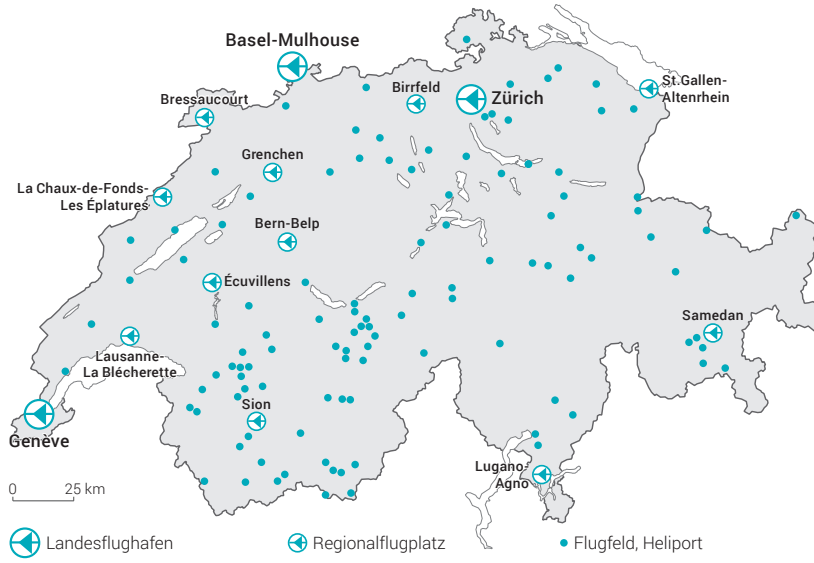 Basel-Mulhouse
Bressaucourt
Birrfeld
Zürich
St.Gallen-
Altenrhein
Grenchen
La Chaux-de-Fonds-
Les Éplatures
Bern-Belp
Écuvillens
Samedan
Lausanne-
La Blécherette
Sion
Genève
Lugano-
Agno
0 25 km
Landesflughafen
Regionalflugplatz
Flugfeld, Heliport